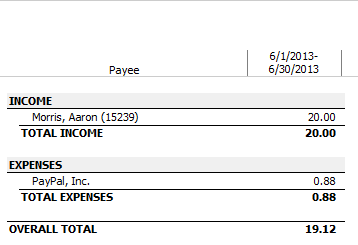 6/1/2013-
Payee 6/30/2013
INCOME
Morris, Aaron (15239) 20.00
TOTAL INCOME 20.00
EXPENSES
PayPal, Inc. 0.88
TOTAL EXPENSES 0.88
OVERALL TOTAL 19.12